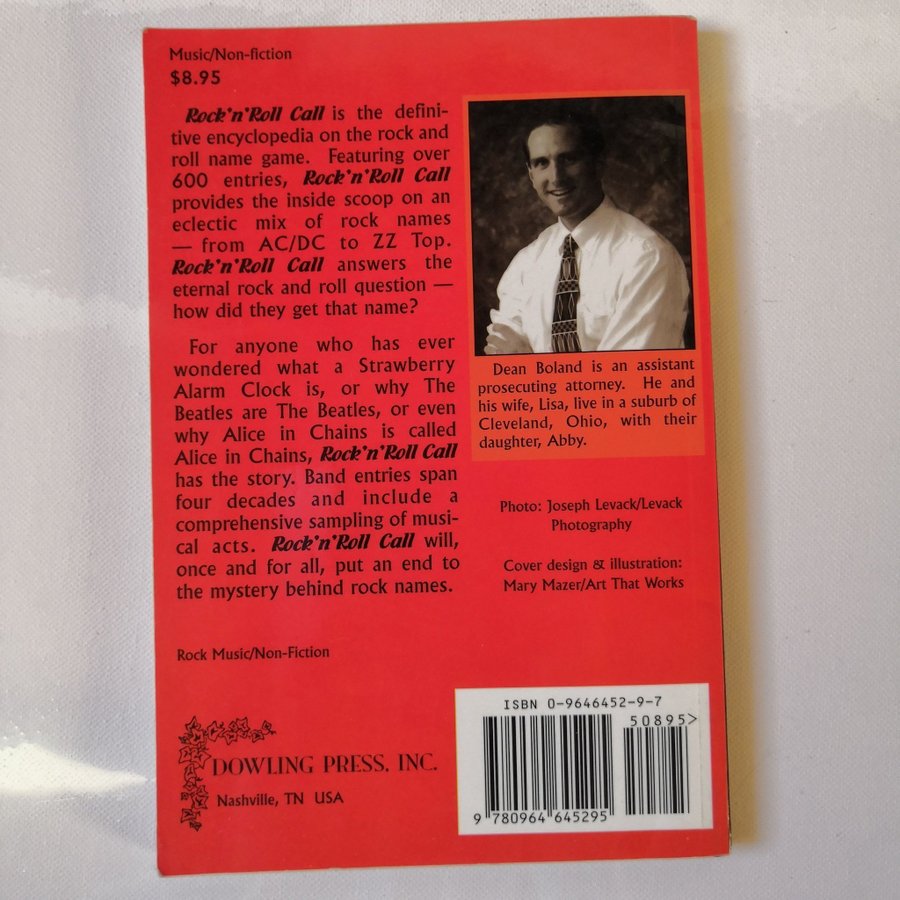 Music/Non-fiction
$8.95
Rock'n'Roll Call is the defini-
tive encyclopedia on the rock and
roll name game. Featuring over
600 entries, Rock'n'Roll Call
provides the inside scoop on an
eclectic mix of rock names
— from AC/DC to ZZ Top.
Rock'n'Roll Call answers the
eternal rock and roll question —
how did they get that name?
For anyone who has ever
wondered what a Strawberry
Alarm Clock is, or why The
Beatles are The Beatles, or even
why Alice in Chains is called
Alice in Chains, Rock'n'Roll Call
has the story. Band entries span
four decades and include a
comprehensive sampling of musi-
cal acts. Rock'n'Roll Call will,
once and for all, put an end to
the mystery behind rock names.
Dean Boland is an assistant
prosecuting attorney. He and
his wife, Lisa, live in a suburb of
Cleveland, Ohio, with their
daughter, Abby.
Photo: Joseph Levack/Levack
Photography
Cover design & illustration:
Mary Mazer/Art That Works
Rock Music/Non-Fiction
DOWLING PRESS, INC.
Nashville, TN USA
ISBN 0-9646452-9-7
50895>
9 780964 645295